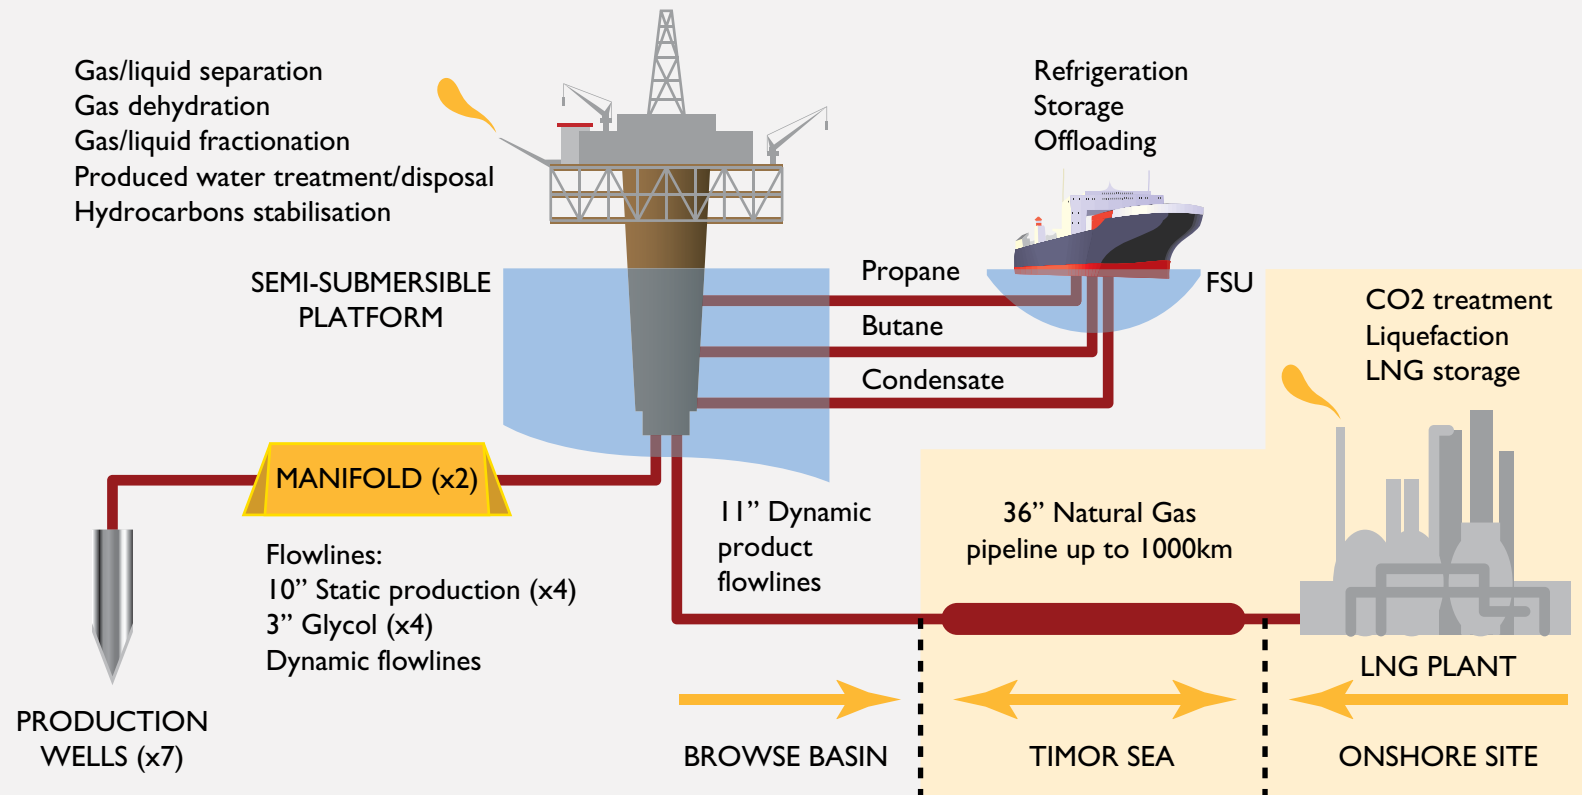 Gas/liquid separation
Gas dehydration
Gas/liquid fractionation
Produced water treatment/disposal
Hydrocarbons stabilisation
Refrigeration
Storage
Offloading
SEMI-SUBMERSIBLE
PLATFORM
Propane
Butane
Condensate
FSU
CO2 treatment
Liquefaction
LNG storage
MANIFOLD (x2)
Flowlines:
10” Static production (x4)
3” Glycol (x4)
Dynamic flowlines
11” Dynamic
product
flowlines
36” Natural Gas
pipeline up to 1000km
LNG PLANT
PRODUCTION
WELLS (x7)
BROWSE BASIN
TIMOR SEA
ONSHORE SITE